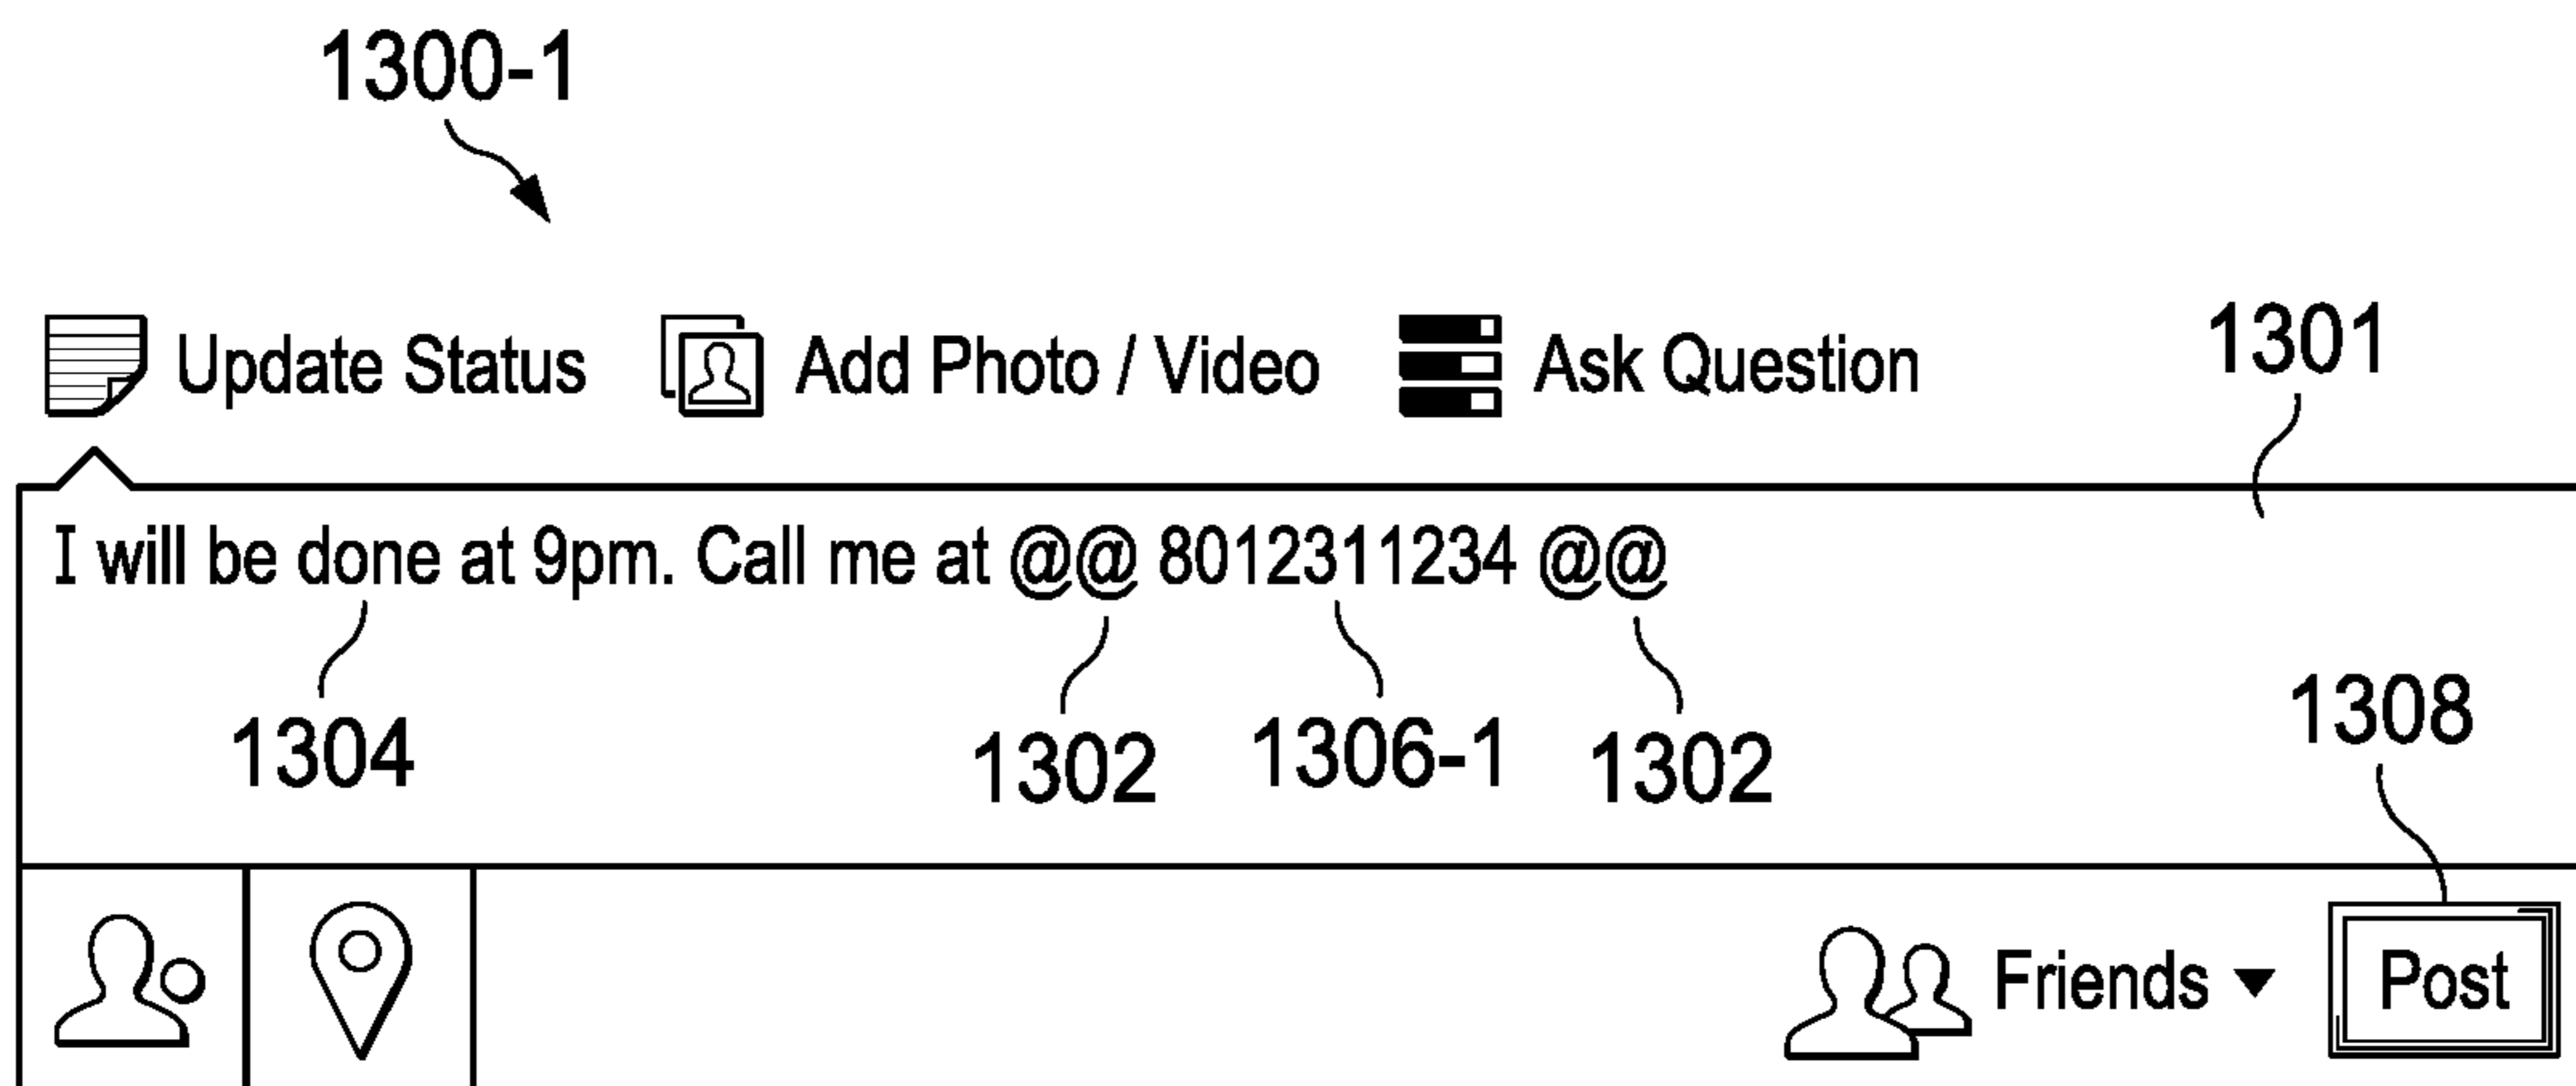 1300-1
Update Status Add Photo / Video Ask Question 1301
I will be done at 9pm. Call me at @@ 8012311234 @@
1304 1302 1306-1 1302 1308
Friends Post